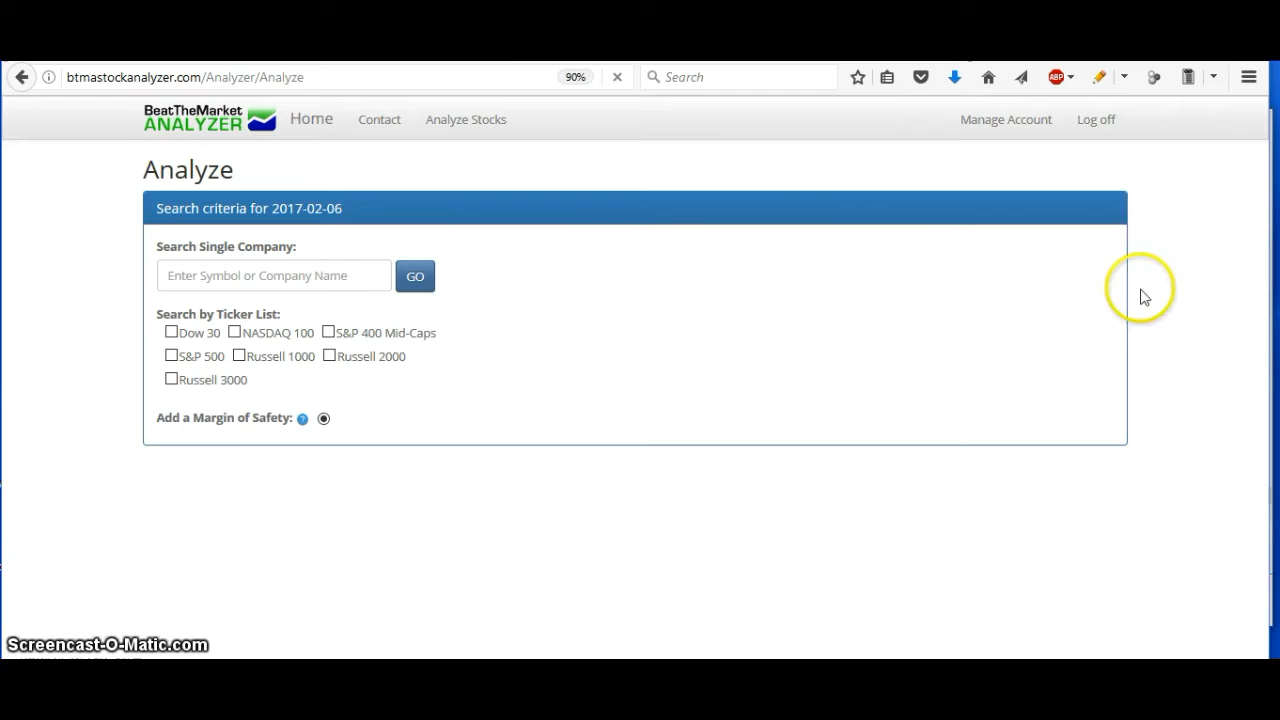 btmastockanalyzer.com/Analyzer/Analyze 90% Search ABP
BeatTheMarket
ANALYZER Home Contact Analyze Stocks Manage Account Log off
Analyze
Search criteria for 2017-02-06
Search Single Company:
Enter Symbol or Company Name GO
Search by Ticker List:
Dow 30 NASDAQ 100 S&P 400 Mid-Caps
S&P 500 Russell 1000 Russell 2000
Russell 3000
Add a Margin of Safety: ?
Screencast-O-Matic.com